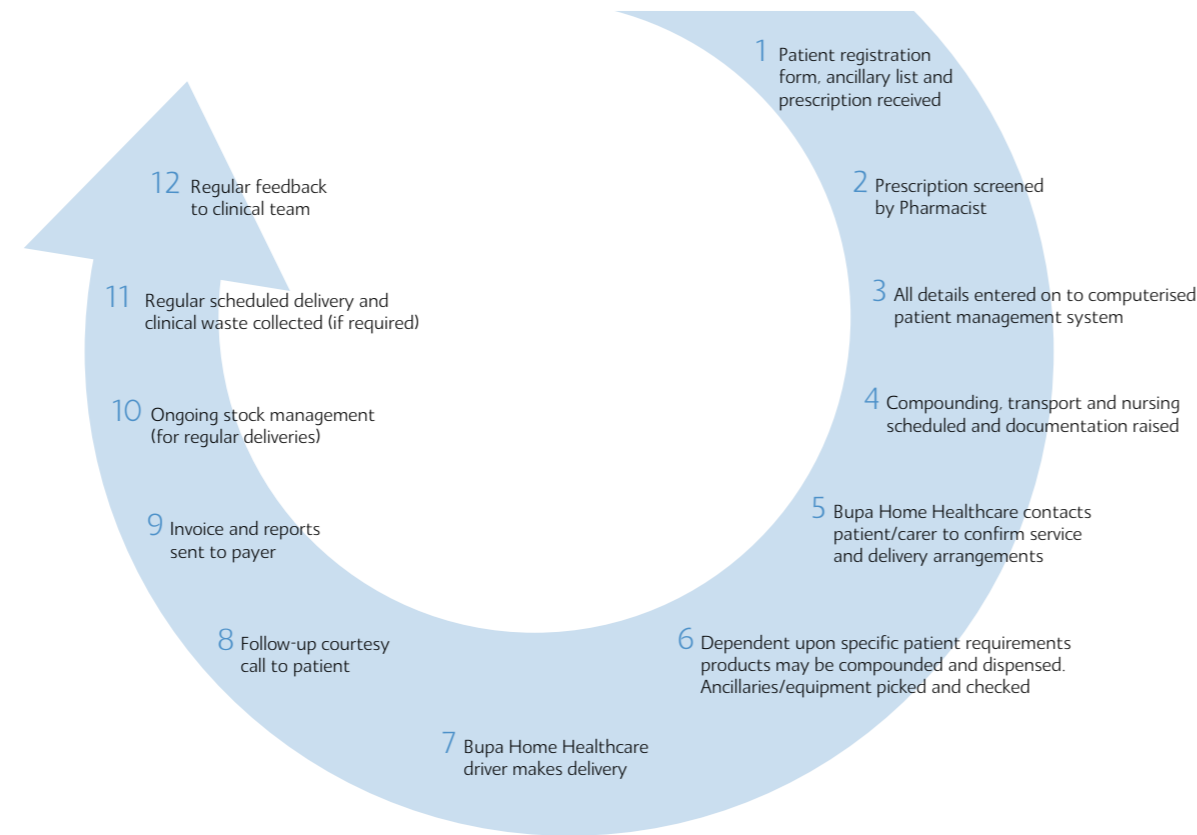 1 Patient registration
form, ancillary list and
prescription received
2 Prescription screened
by Pharmacist
3 All details entered on to computerised
patient management system
4 Compounding, transport and nursing
scheduled and documentation raised
5 Bupa Home Healthcare contacts
patient/carer to confirm service
and delivery arrangements
6 Dependent upon specific patient requirements
products may be compounded and dispensed.
Ancillaries/equipment picked and checked
7 Bupa Home Healthcare
driver makes delivery
8 Follow-up courtesy
call to patient
9 Invoice and reports
sent to payer
10 Ongoing stock management
(for regular deliveries)
11 Regular scheduled delivery and
clinical waste collected (if required)
12 Regular feedback
to clinical team